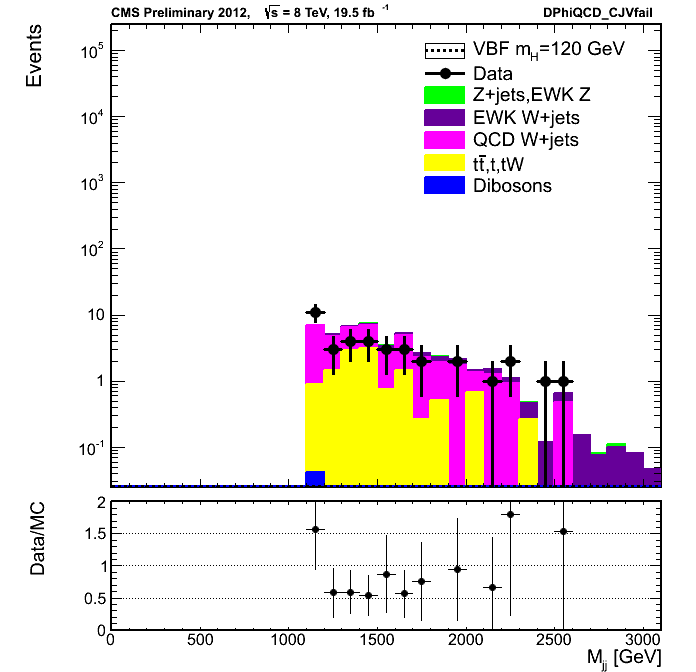 CMS Preliminary 2012, √s = 8 TeV, 19.5 fb⁻¹ DPhiQCD_CJVfail
Events
10⁵
10⁴
10³
10²
10
1
10⁻¹
VBF m_H=120 GeV
Data
Z+jets,EWK Z
EWK W+jets
QCD W+jets
tt̄,t,tW
Dibosons
Data/MC
2
1.5
1
0.5
0
0 500 1000 1500 2000 2500 3000
M_jj [GeV]